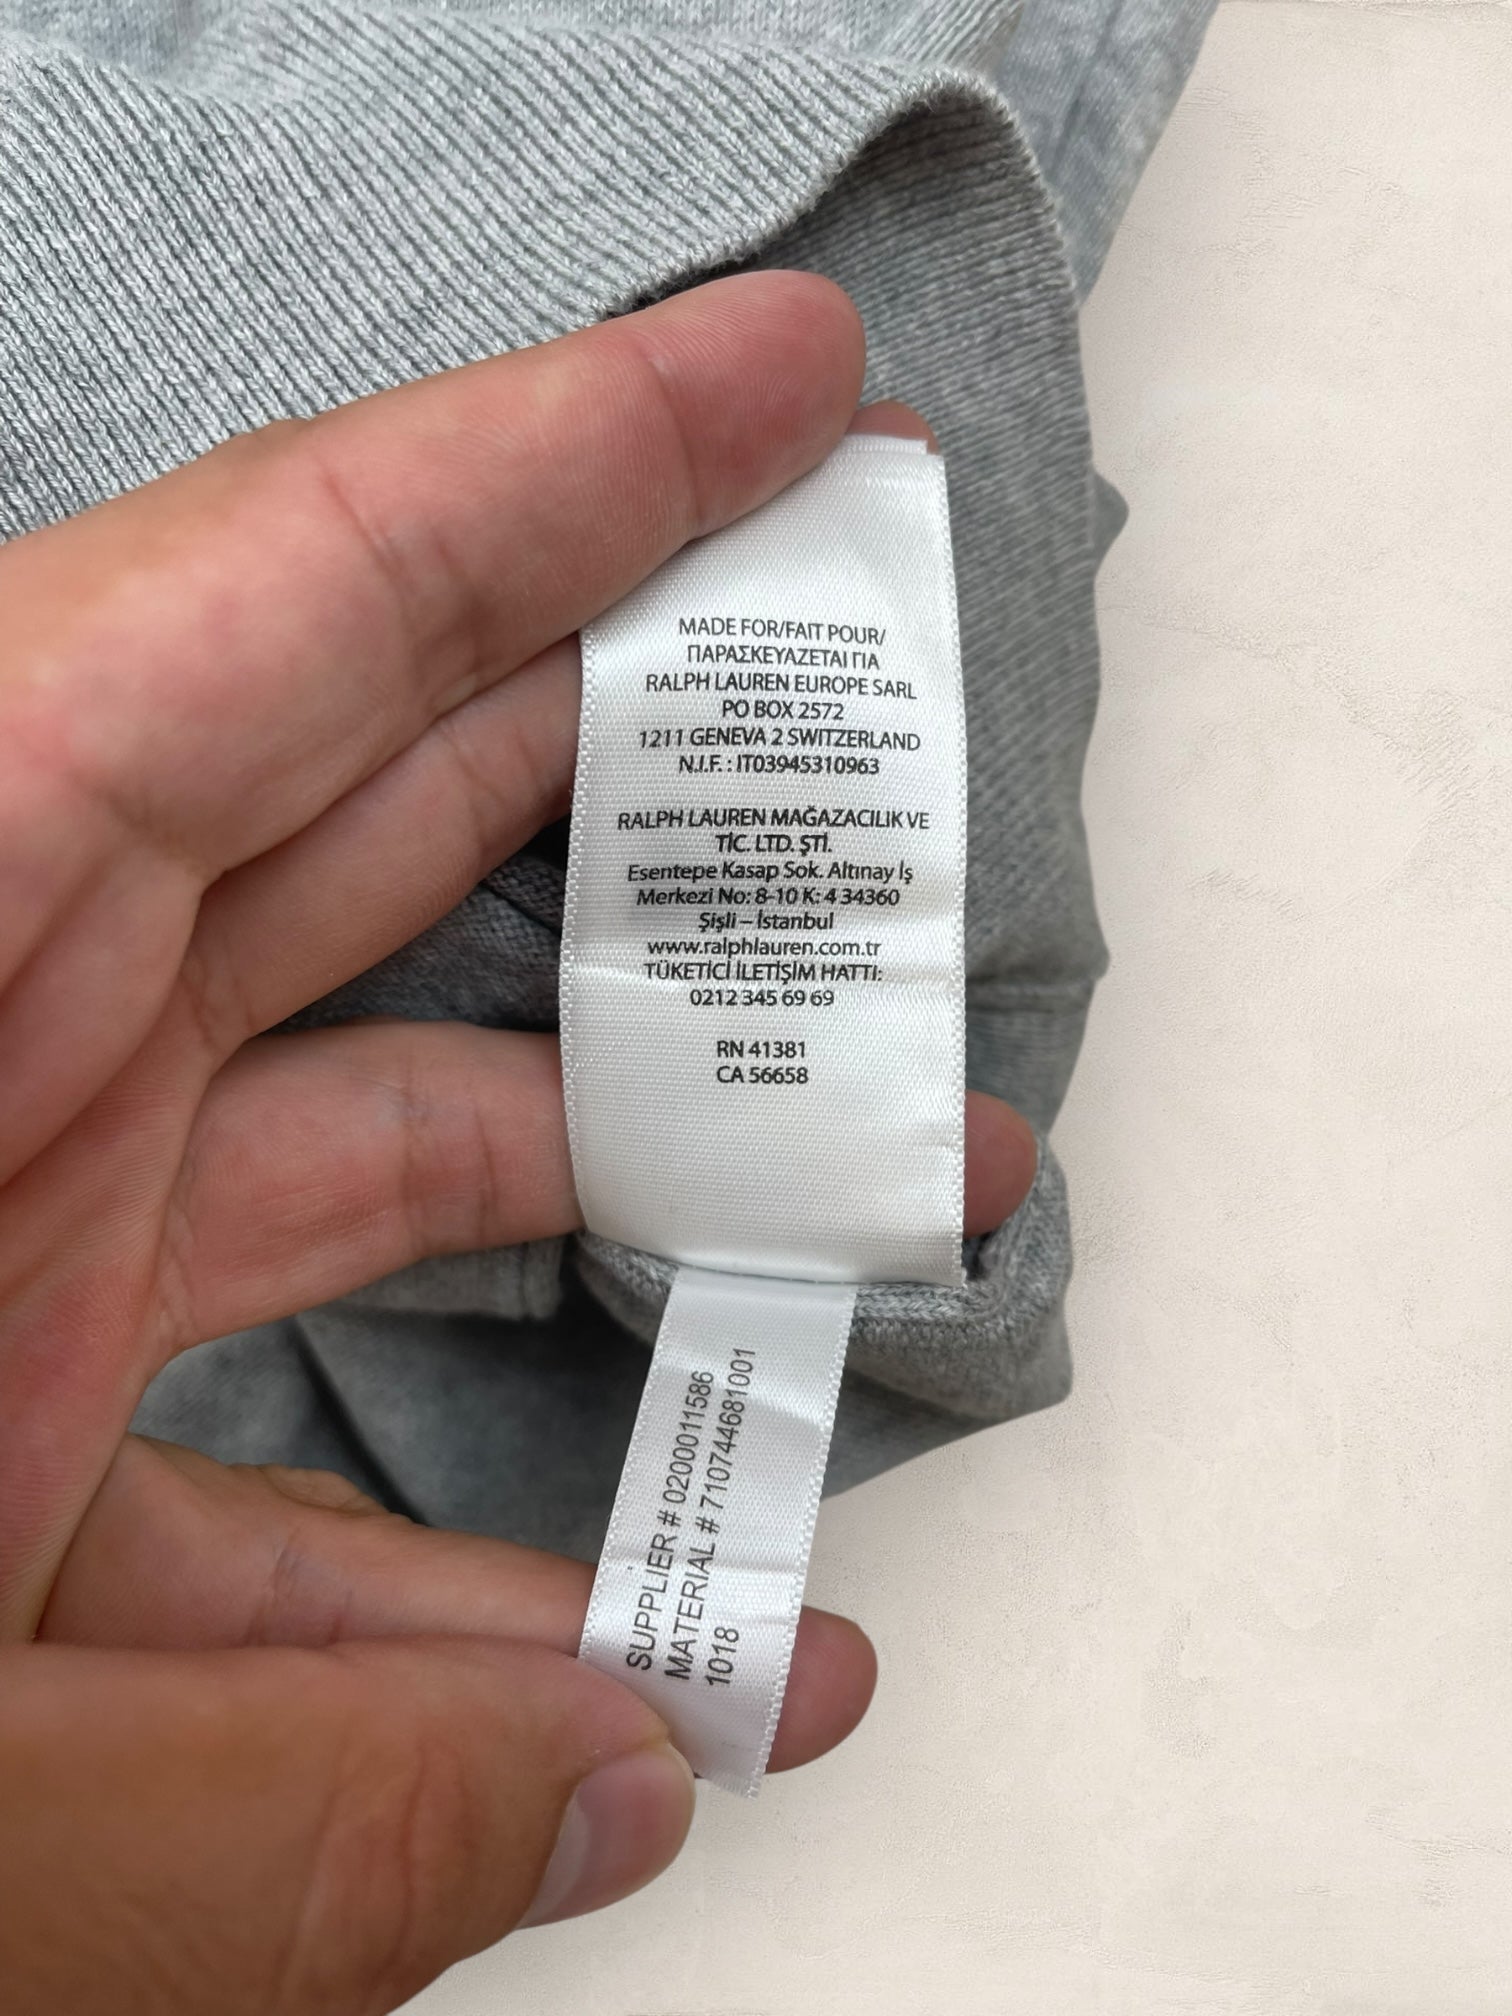 MADE FOR/FAIT POUR/
ΠΑΡΑΣΚΕΥΑΖΕΤΑΙ ΓΙΑ
RALPH LAUREN EUROPE SARL
PO BOX 2572
1211 GENEVA 2 SWITZERLAND
N.I.F. : IT03945310963
RALPH LAUREN MAĞAZACILIK VE
TİC. LTD. ŞTİ.
Esentepe Kasap Sok. Altınay İş
Merkezi No: 8-10 K: 4 34360
Şişli – İstanbul
www.ralphlauren.com.tr
TÜKETİCİ İLETİŞİM HATTI:
0212 345 69 69
RN 41381
CA 56658
SUPPLIER # 0200011586
MATERIAL # 710744681001
1018